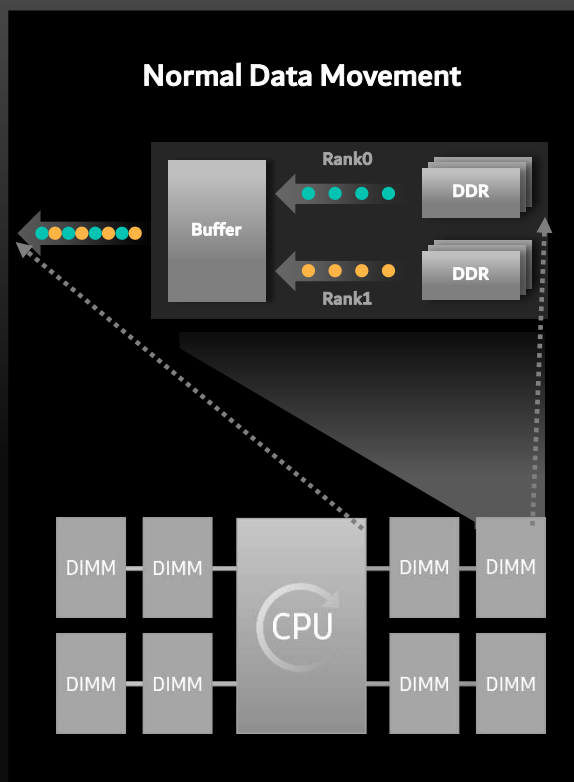 Normal Data Movement
Rank0
DDR
Buffer
DDR
Rank1
DIMM DIMM DIMM DIMM
CPU
DIMM DIMM DIMM DIMM